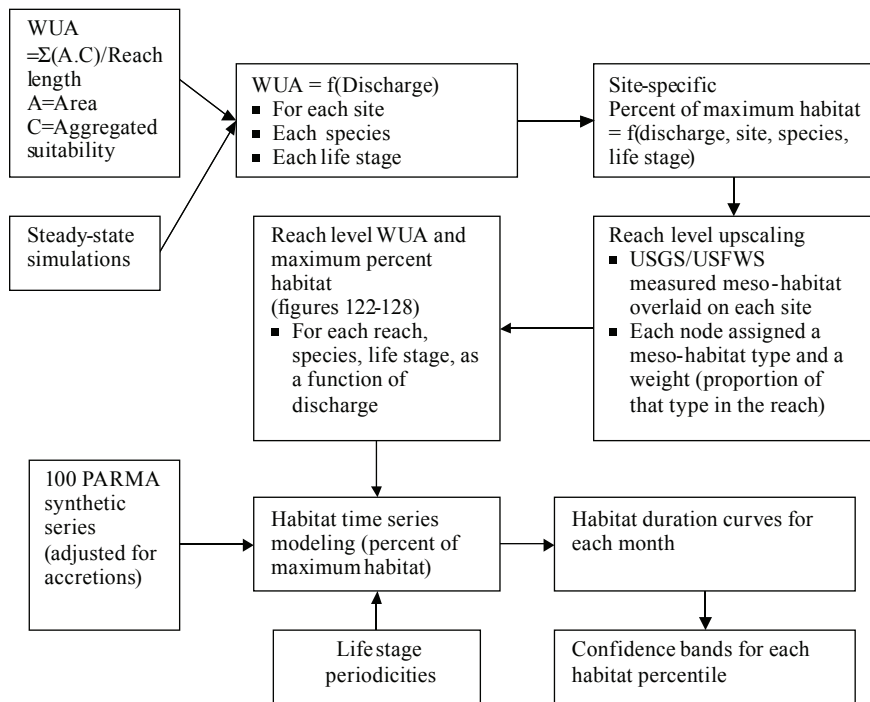 WUA
=Σ(A.C)/Reach
length
A=Area
C=Aggregated
suitability
Steady-state
simulations
WUA = f(Discharge)
▪ For each site
▪ Each species
▪ Each life stage
Site-specific
Percent of maximum habitat
= f(discharge, site, species,
life stage)
Reach level upscaling
▪ USGS/USFWS
measured meso-habitat
overlaid on each site
▪ Each node assigned a
meso-habitat type and a
weight (proportion of
that type in the reach)
Reach level WUA and
maximum percent
habitat
(figures 122-128)
▪ For each reach,
species, life stage, as
a function of
discharge
100 PARMA
synthetic
series
(adjusted for
accretions)
Habitat time series
modeling (percent of
maximum habitat)
Life stage
periodicities
Habitat duration curves for
each month
Confidence bands for each
habitat percentile